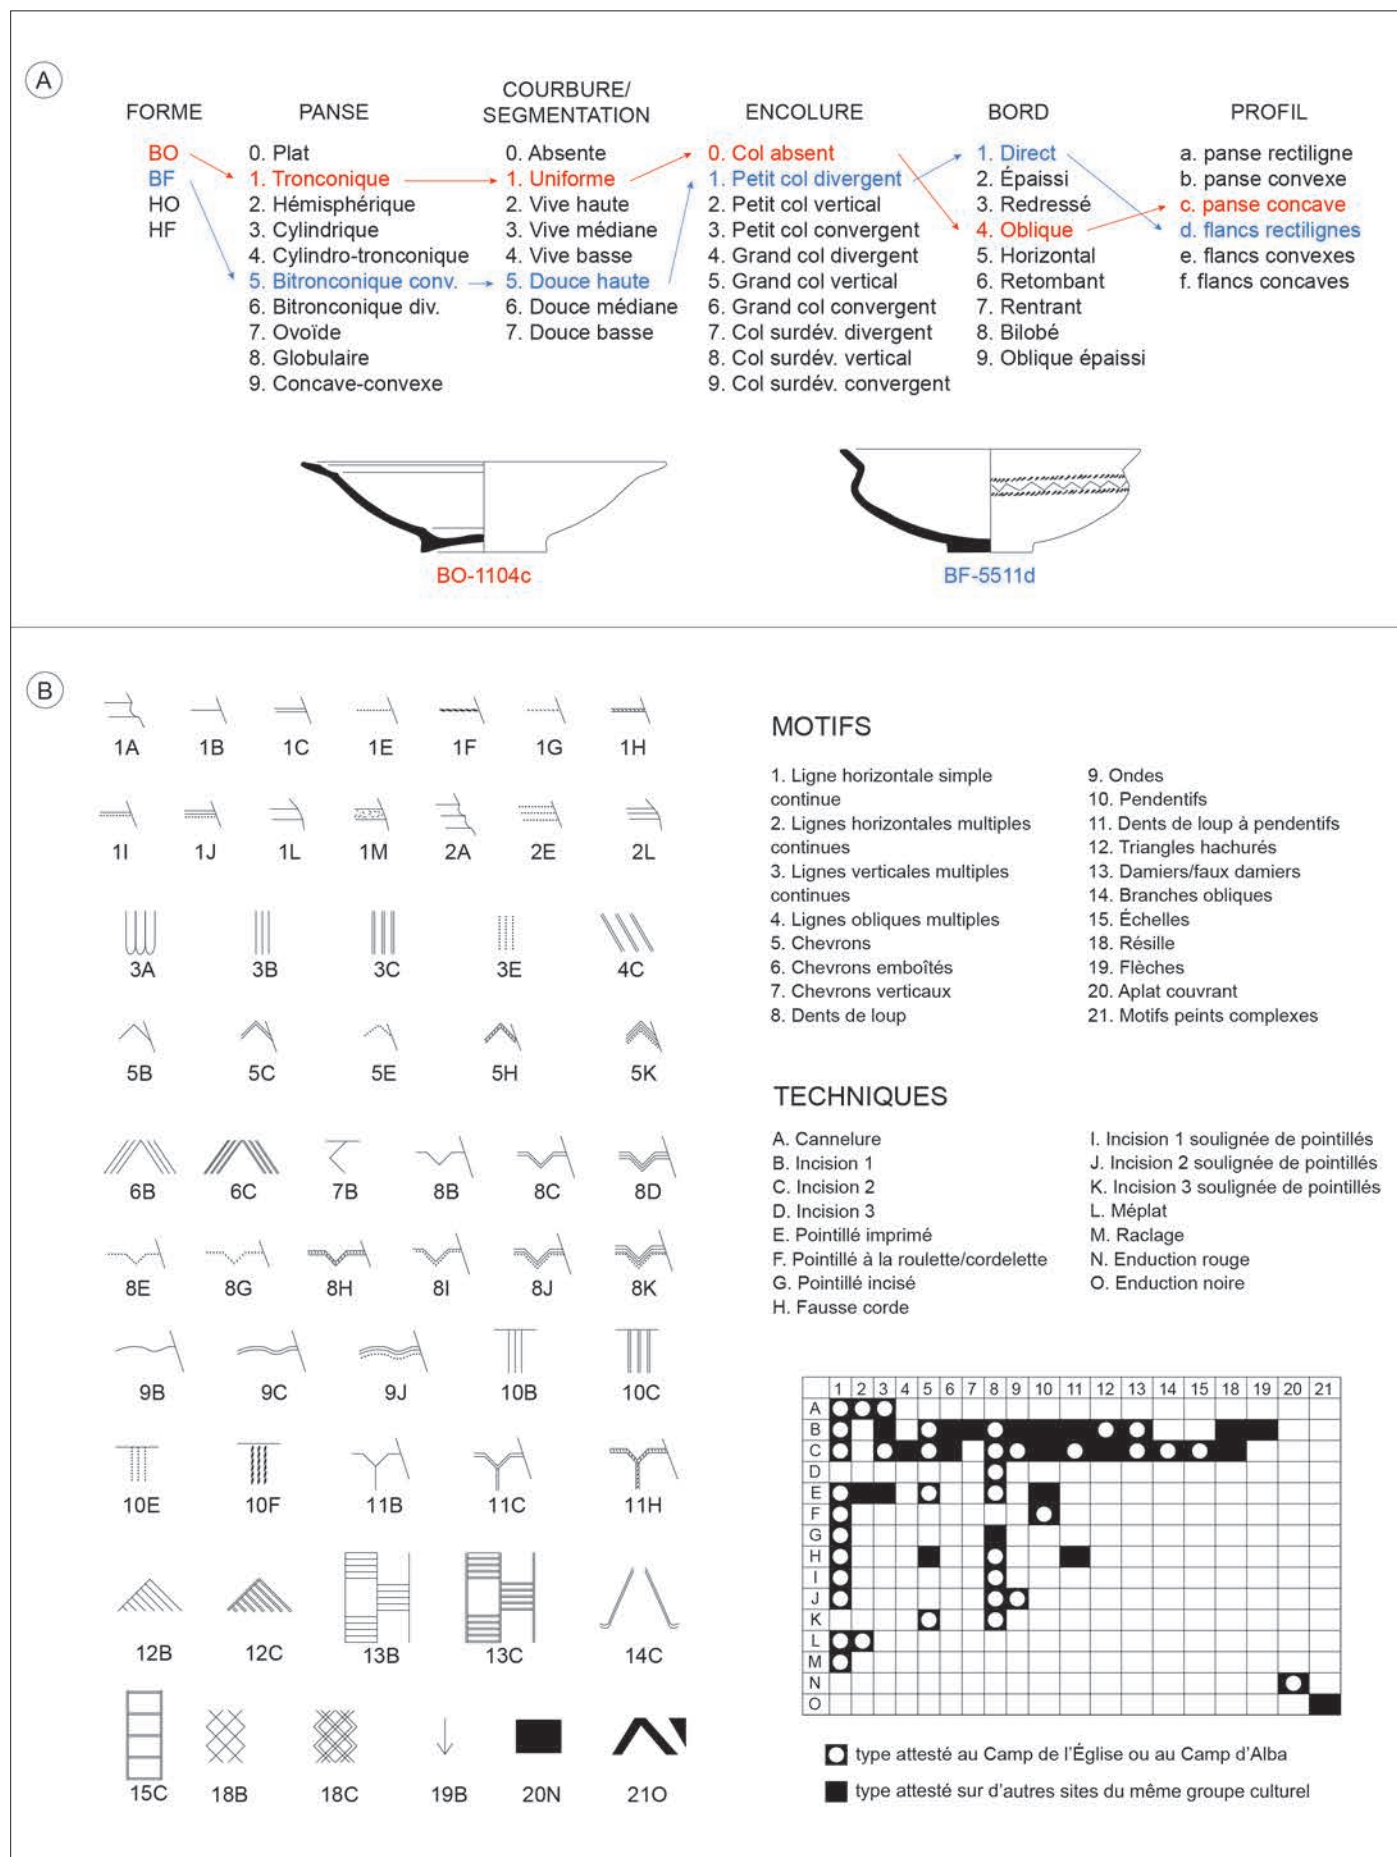 A
FORME
BO
BF
HO
HF
PANSE
0. Plat
1. Tronconique
2. Hémisphérique
3. Cylindrique
4. Cylindro-tronconique
5. Bitronconique conv.
6. Bitronconique div.
7. Ovoïde
8. Globulaire
9. Concave-convexe
COURBURE/
SEGMENTATION
0. Absente
1. Uniforme
2. Vive haute
3. Vive médiane
4. Vive basse
5. Douce haute
6. Douce médiane
7. Douce basse
ENCOLURE
0. Col absent
1. Petit col divergent
2. Petit col vertical
3. Petit col convergent
4. Grand col divergent
5. Grand col vertical
6. Grand col convergent
7. Col surdév. divergent
8. Col surdév. vertical
9. Col surdév. convergent
BORD
1. Direct
2. Épaissi
3. Redressé
4. Oblique
5. Horizontal
6. Retombant
7. Rentrant
8. Bilobé
9. Oblique épaissi
PROFIL
a. panse rectiligne
b. panse convexe
c. panse concave
d. flancs rectilignes
e. flancs convexes
f. flancs concaves
BO-1104c
BF-5511d
B
1A 1B 1C 1E 1F 1G 1H
1I 1J 1L 1M 2A 2E 2L
3A 3B 3C 3E 4C
5B 5C 5E 5H 5K
6B 6C 7B 8B 8C 8D
8E 8G 8H 8I 8J 8K
9B 9C 9J 10B 10C
10E 10F 11B 11C 11H
12B 12C 13B 13C 14C
15C 18B 18C 19B 20N 21O
MOTIFS
1. Ligne horizontale simple
continue
2. Lignes horizontales multiples
continues
3. Lignes verticales multiples
continues
4. Lignes obliques multiples
5. Chevrons
6. Chevrons emboîtés
7. Chevrons verticaux
8. Dents de loup
9. Ondes
10. Pendentifs
11. Dents de loup à pendentifs
12. Triangles hachurés
13. Damiers/faux damiers
14. Branches obliques
15. Échelles
18. Résille
19. Flèches
20. Aplat couvrant
21. Motifs peints complexes
TECHNIQUES
A. Cannelure
B. Incision 1
C. Incision 2
D. Incision 3
E. Pointillé imprimé
F. Pointillé à la roulette/cordelette
G. Pointillé incisé
H. Fausse corde
I. Incision 1 soulignée de pointillés
J. Incision 2 soulignée de pointillés
K. Incision 3 soulignée de pointillés
L. Méplat
M. Raclage
N. Enduction rouge
O. Enduction noire
1 2 3 4 5 6 7 8 9 10 11 12 13 14 15 18 19 20 21
A
B
C
D
E
F
G
H
I
J
K
L
M
N
O
type attesté au Camp de l'Église ou au Camp d'Alba
type attesté sur d'autres sites du même groupe culturel